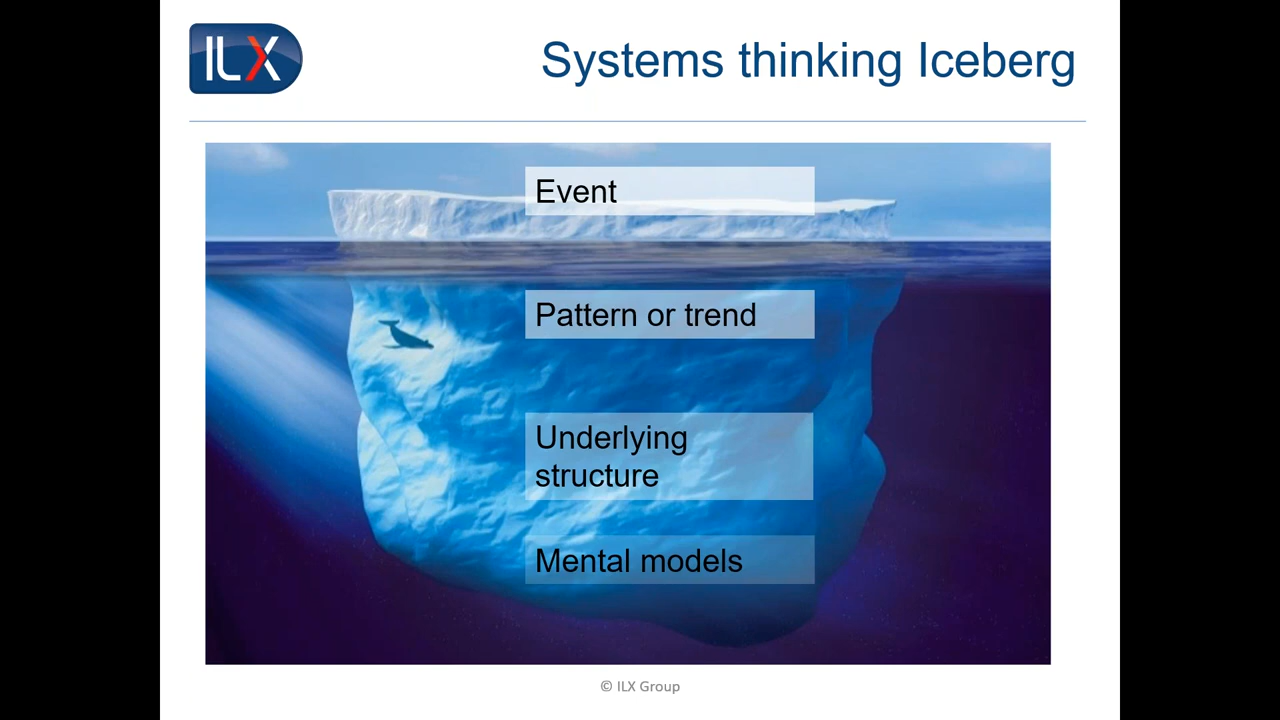 ILX
Systems thinking Iceberg
Event
Pattern or trend
Underlying
structure
Mental models
© ILX Group